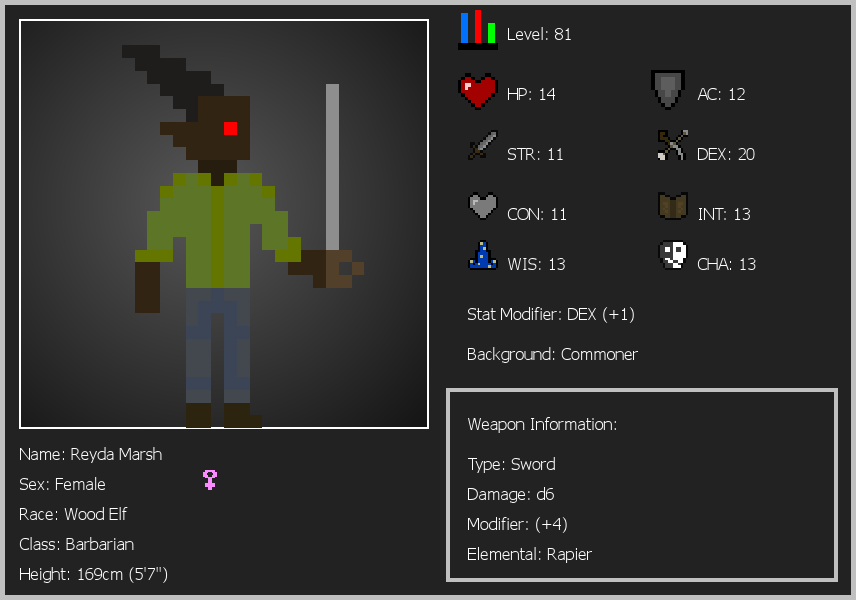 Level: 81
HP: 14
AC: 12
STR: 11
DEX: 20
CON: 11
INT: 13
WIS: 13
CHA: 13
Stat Modifier: DEX (+1)
Background: Commoner
Weapon Information:
Type: Sword
Damage: d6
Modifier: (+4)
Elemental: Rapier
Name: Reyda Marsh
Sex: Female
Race: Wood Elf
Class: Barbarian
Height: 169cm (5'7")